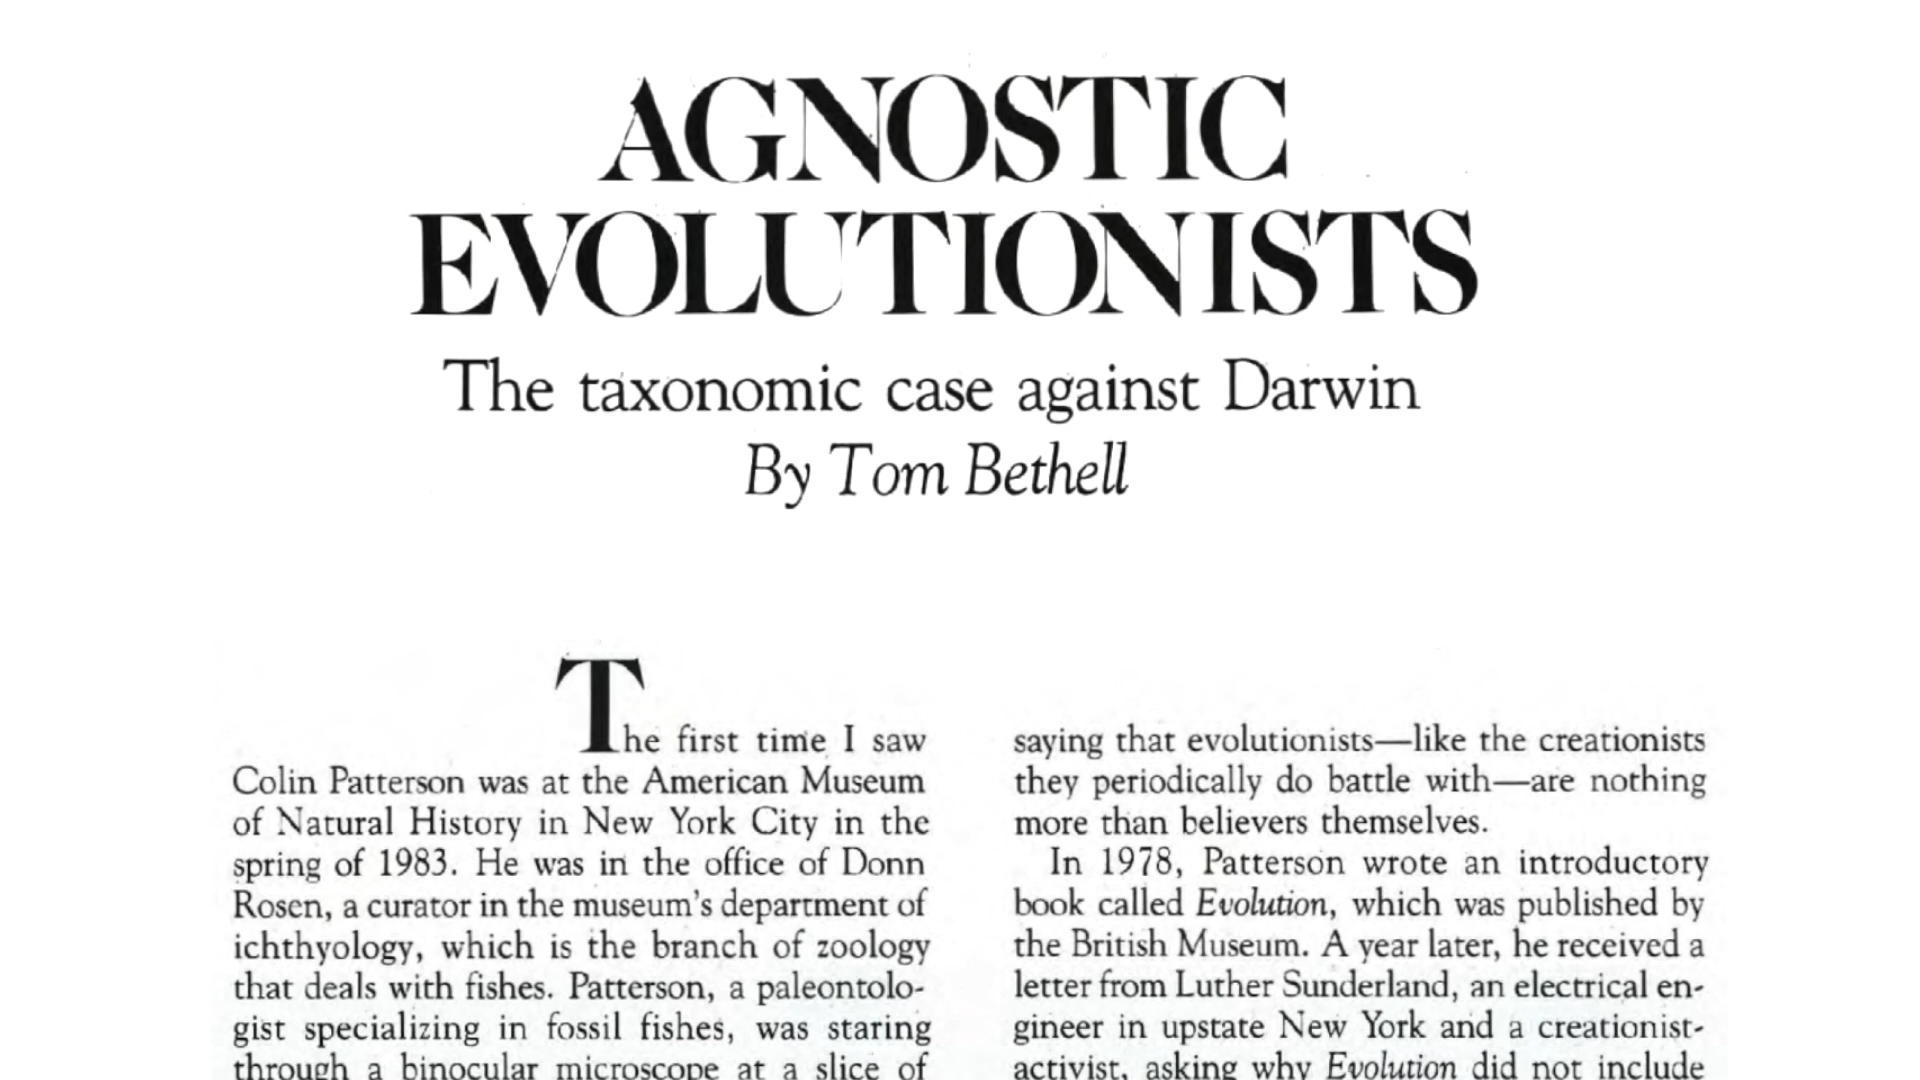 AGNOSTIC
EVOLUTIONISTS
The taxonomic case against Darwin
By Tom Bethell
The first time I saw
Colin Patterson was at the American Museum
of Natural History in New York City in the
spring of 1983. He was in the office of Donn
Rosen, a curator in the museum's department of
ichthyology, which is the branch of zoology
that deals with fishes. Patterson, a paleontolo-
gist specializing in fossil fishes, was staring
through a binocular microscope at a slice of
saying that evolutionists—like the creationists
they periodically do battle with—are nothing
more than believers themselves.
In 1978, Patterson wrote an introductory
book called Evolution, which was published by
the British Museum. A year later, he received a
letter from Luther Sunderland, an electrical en-
gineer in upstate New York and a creationist-
activist, asking why Evolution did not include